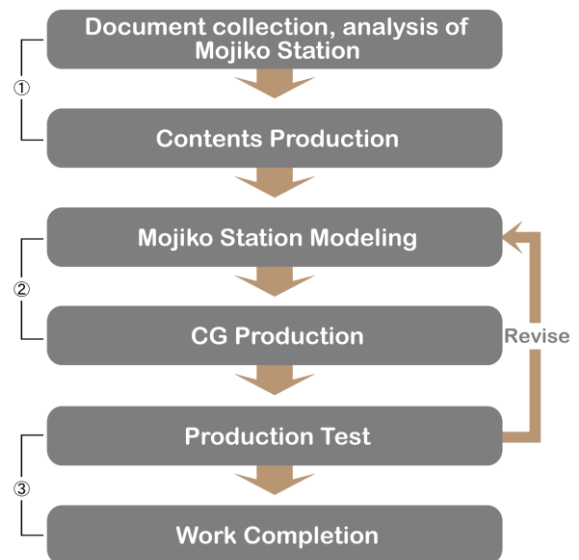 Document collection, analysis of
Mojiko Station
①
Contents Production
Mojiko Station Modeling
②
CG Production
Revise
Production Test
③
Work Completion